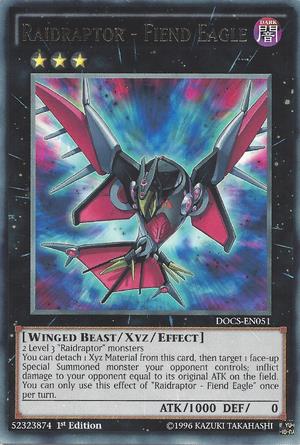 RAIDRAPTOR - FIEND EAGLE
DARK
闇
DOCS-EN051
[WINGED BEAST/XYZ/EFFECT]
2 Level 3 "Raidraptor" monsters
You can detach 1 Xyz Material from this card, then target 1 face-up
Special Summoned monster your opponent controls; inflict
damage to your opponent equal to its original ATK on the field.
You can only use this effect of "Raidraptor - Fiend Eagle" once
per turn.
ATK/1000 DEF/ 0
52323874 1st Edition ©1996 KAZUKI TAKAHASHI